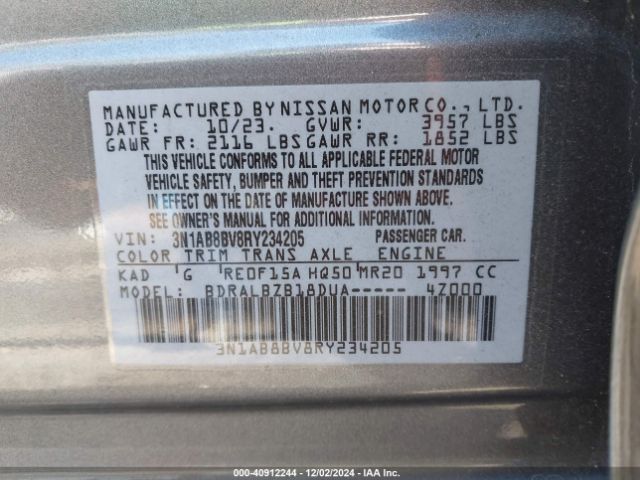 MANUFACTURED BY NISSAN MOTOR CO., LTD.
DATE: 10/23. GVWR: 3957 LBS
GAWR FR: 2116 LBS GAWR RR: 1852 LBS
THIS VEHICLE CONFORMS TO ALL APPLICABLE FEDERAL MOTOR
VEHICLE SAFETY, BUMPER AND THEFT PREVENTION STANDARDS
IN EFFECT ON THE DATE OF MANUFACTURE SHOWN ABOVE.
SEE OWNER'S MANUAL FOR ADDITIONAL INFORMATION.
VIN: 3N1AB8BV8RY234205 PASSENGER CAR.
COLOR TRIM TRANS AXLE ENGINE
KAD G RE0F15A HQ50 MR20 1997 CC
MODEL: BDRALBZB18DUA----- 4Z000
3N1AB8BV8RY234205
000-40912244 - 12/02/2024 - IAA Inc.